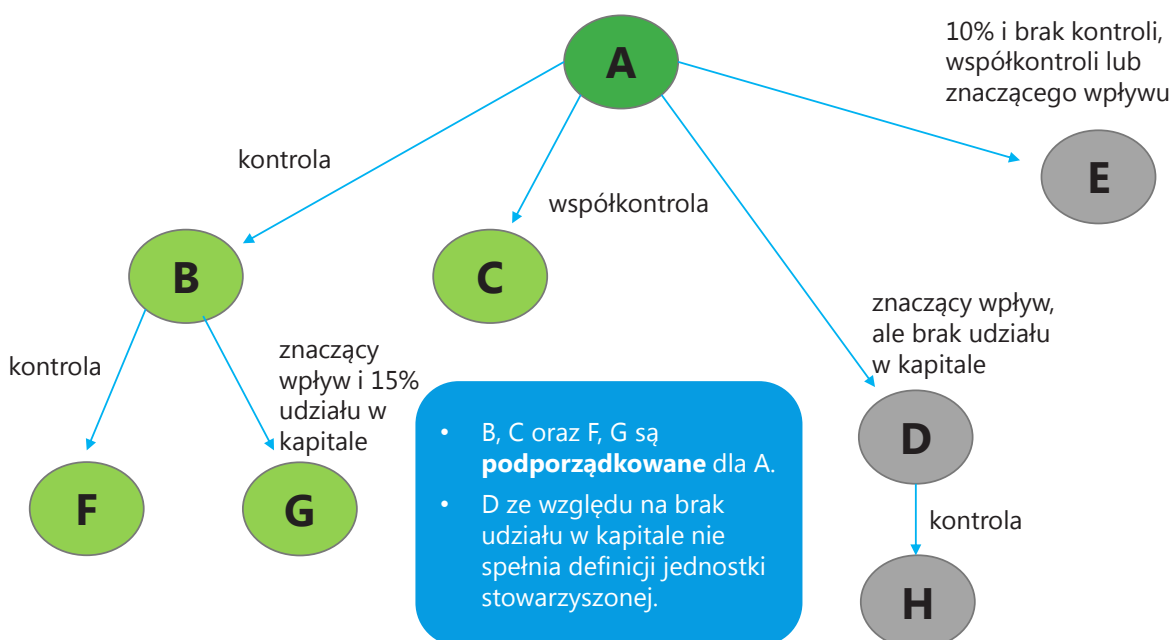 A
10% i brak kontroli,
współkontroli lub
znaczącego wpływu
E
kontrola
współkontrola
B
C
znaczący wpływ,
ale brak udziału
w kapitale
kontrola
znaczący
wpływ i 15%
udziału w
kapitale
D
F
G
• B, C oraz F, G są
podporządkowane dla A.
• D ze względu na brak
udziału w kapitale nie
spełnia definicji jednostki
stowarzyszonej.
kontrola
H